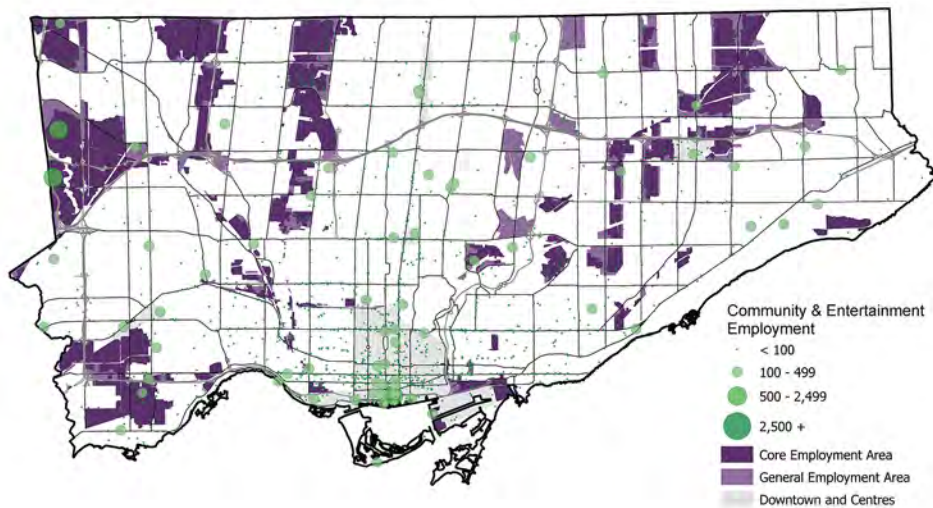 Community & Entertainment
Employment
< 100
100 - 499
500 - 2,499
2,500 +
Core Employment Area
General Employment Area
Downtown and Centres